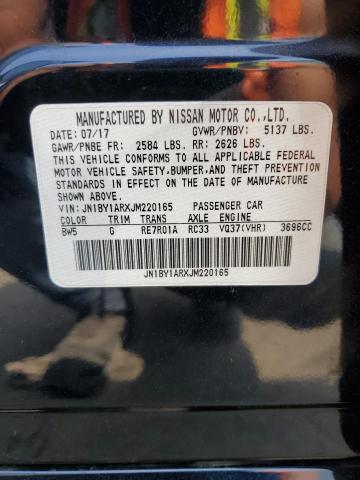 MANUFACTURED BY NISSAN MOTOR CO.,LTD.
DATE: 07/17 GVWR/PNBV: 5137 LBS.
GAWR/PNBE FR: 2584 LBS. RR: 2626 LBS.
THIS VEHICLE CONFORMS TO ALL APPLICABLE FEDERAL
MOTOR VEHICLE SAFETY,BUMPER,AND THEFT PREVENTION
STANDARDS IN EFFECT ON THE DATE OF MANUFACTURE
SHOWN ABOVE.
VIN: JN1BY1ARXJM220165 PASSENGER CAR
COLOR TRIM TRANS AXLE ENGINE
BW5 G RE7R01A RC33 VQ37(VHR) 3696CC
JN1BY1ARXJM220165